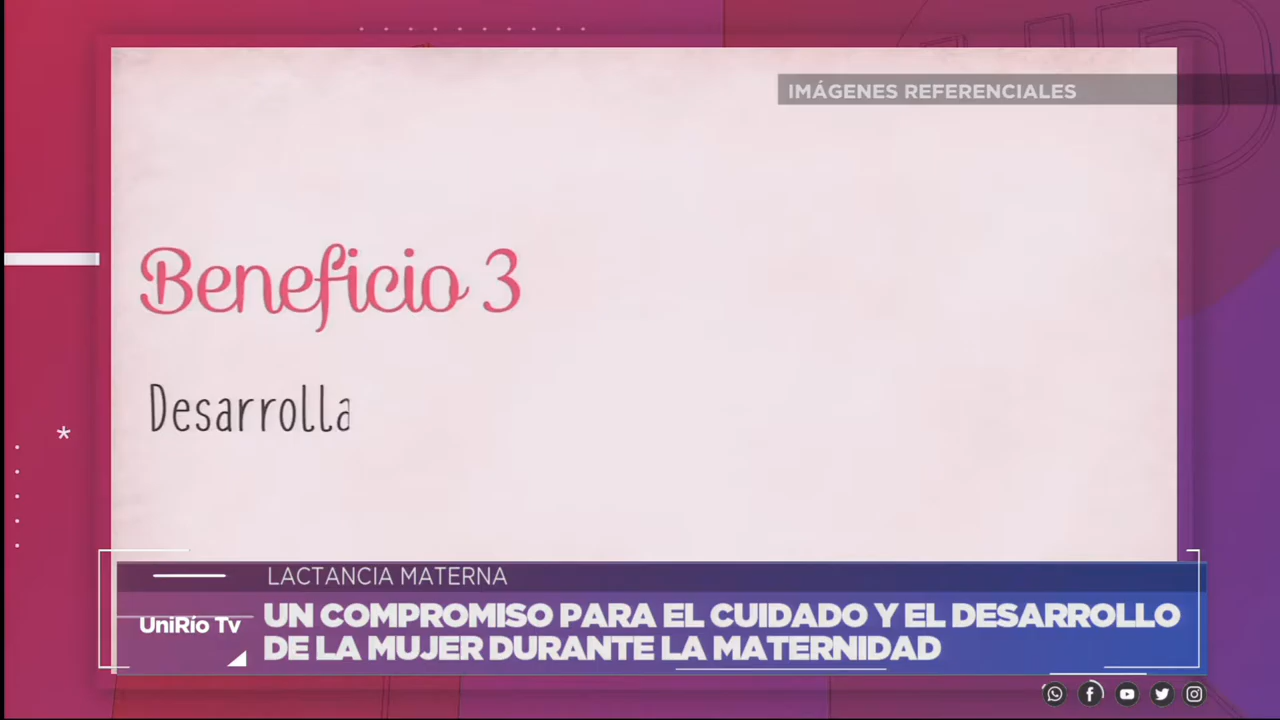 IMÁGENES REFERENCIALES
Beneficio 3
Desarrolla
LACTANCIA MATERNA
UniRío Tv
UN COMPROMISO PARA EL CUIDADO Y EL DESARROLLO
DE LA MUJER DURANTE LA MATERNIDAD